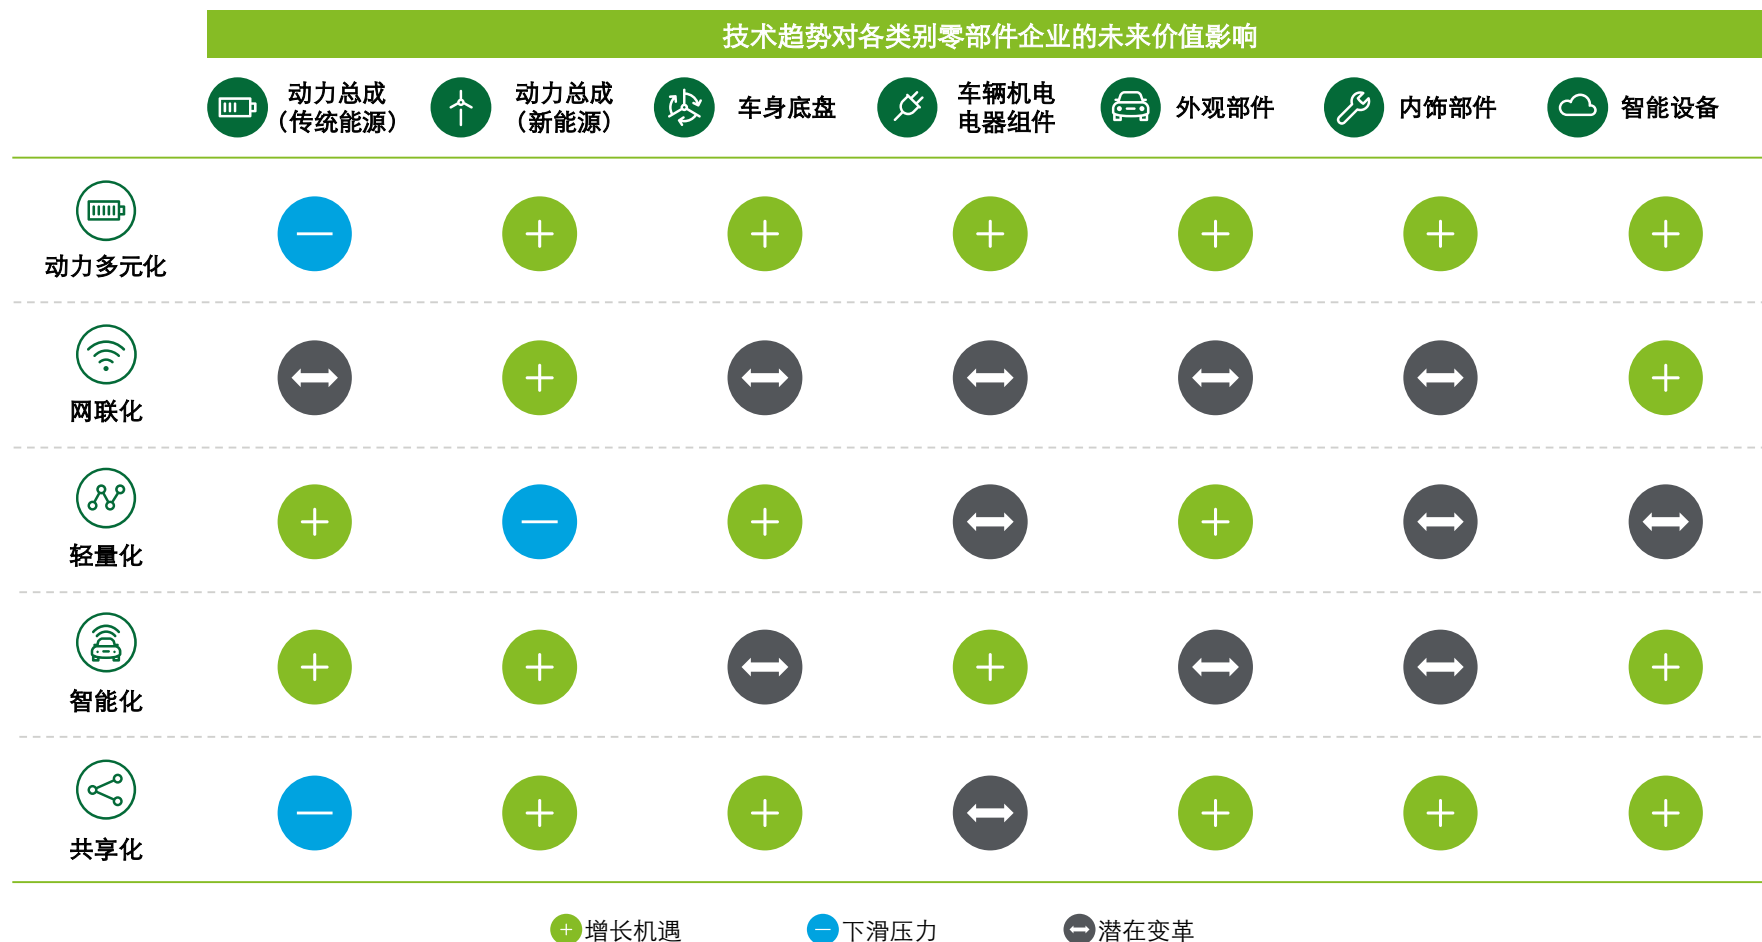 技术趋势对各类别零部件企业的未来价值影响
动力总成
（传统能源）
动力总成
（新能源）
车身底盘
车辆机电
电器组件
外观部件
内饰部件
智能设备
动力多元化
网联化
轻量化
智能化
共享化
增长机遇
下滑压力
潜在变革